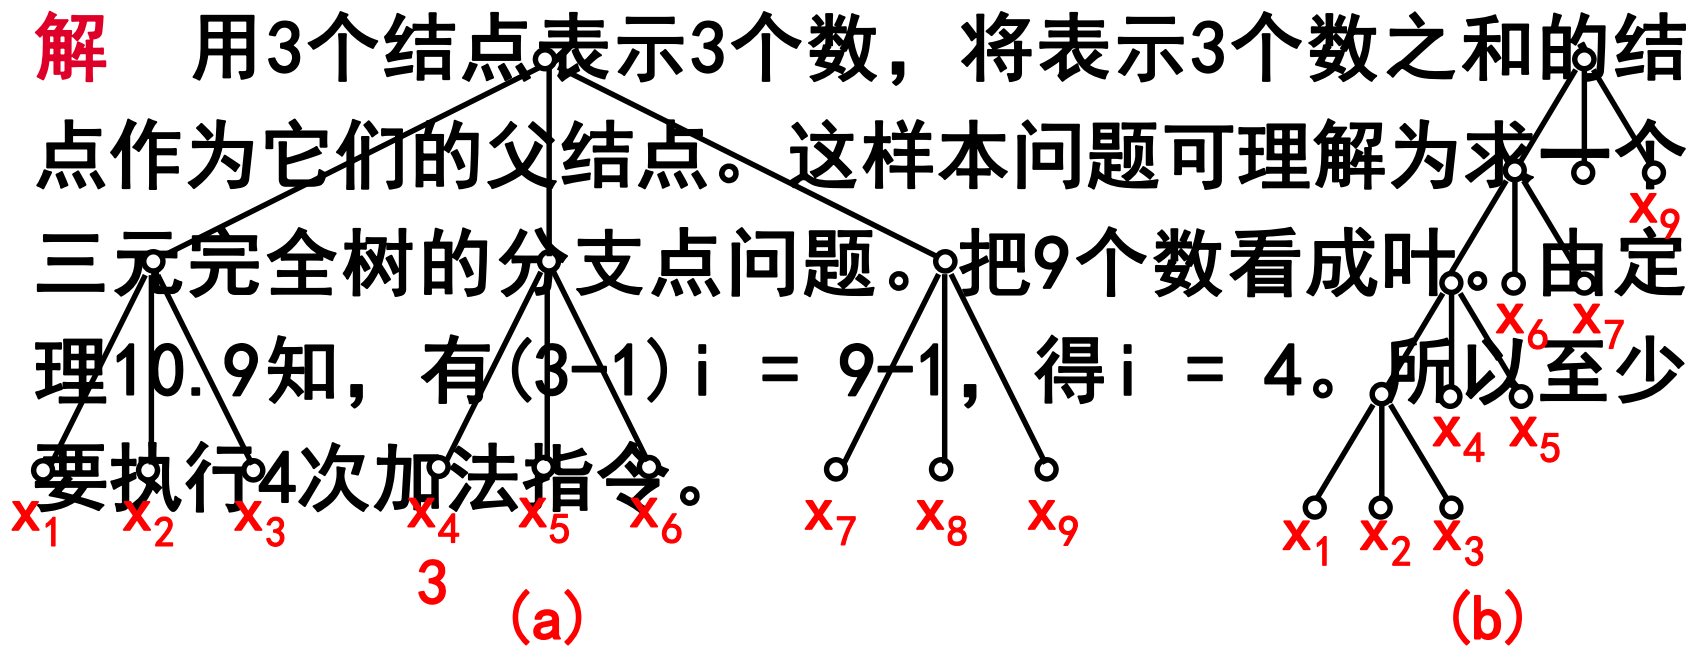 解 用3个结点表示3个数，将表示3个数之和的结
点作为它们的父结点。这样本问题可理解为求一个
三元完全树的分支点问题。把9个数看成叶。由定
理10.9知，有(3-1)i = 9-1，得i = 4。所以至少
要执行4次加法指令。
x9
x6 x7
x4 x5
x1 x2 x3 x4 x5 x6 x7 x8 x9
x1 x2 x3
3
(a) (b)